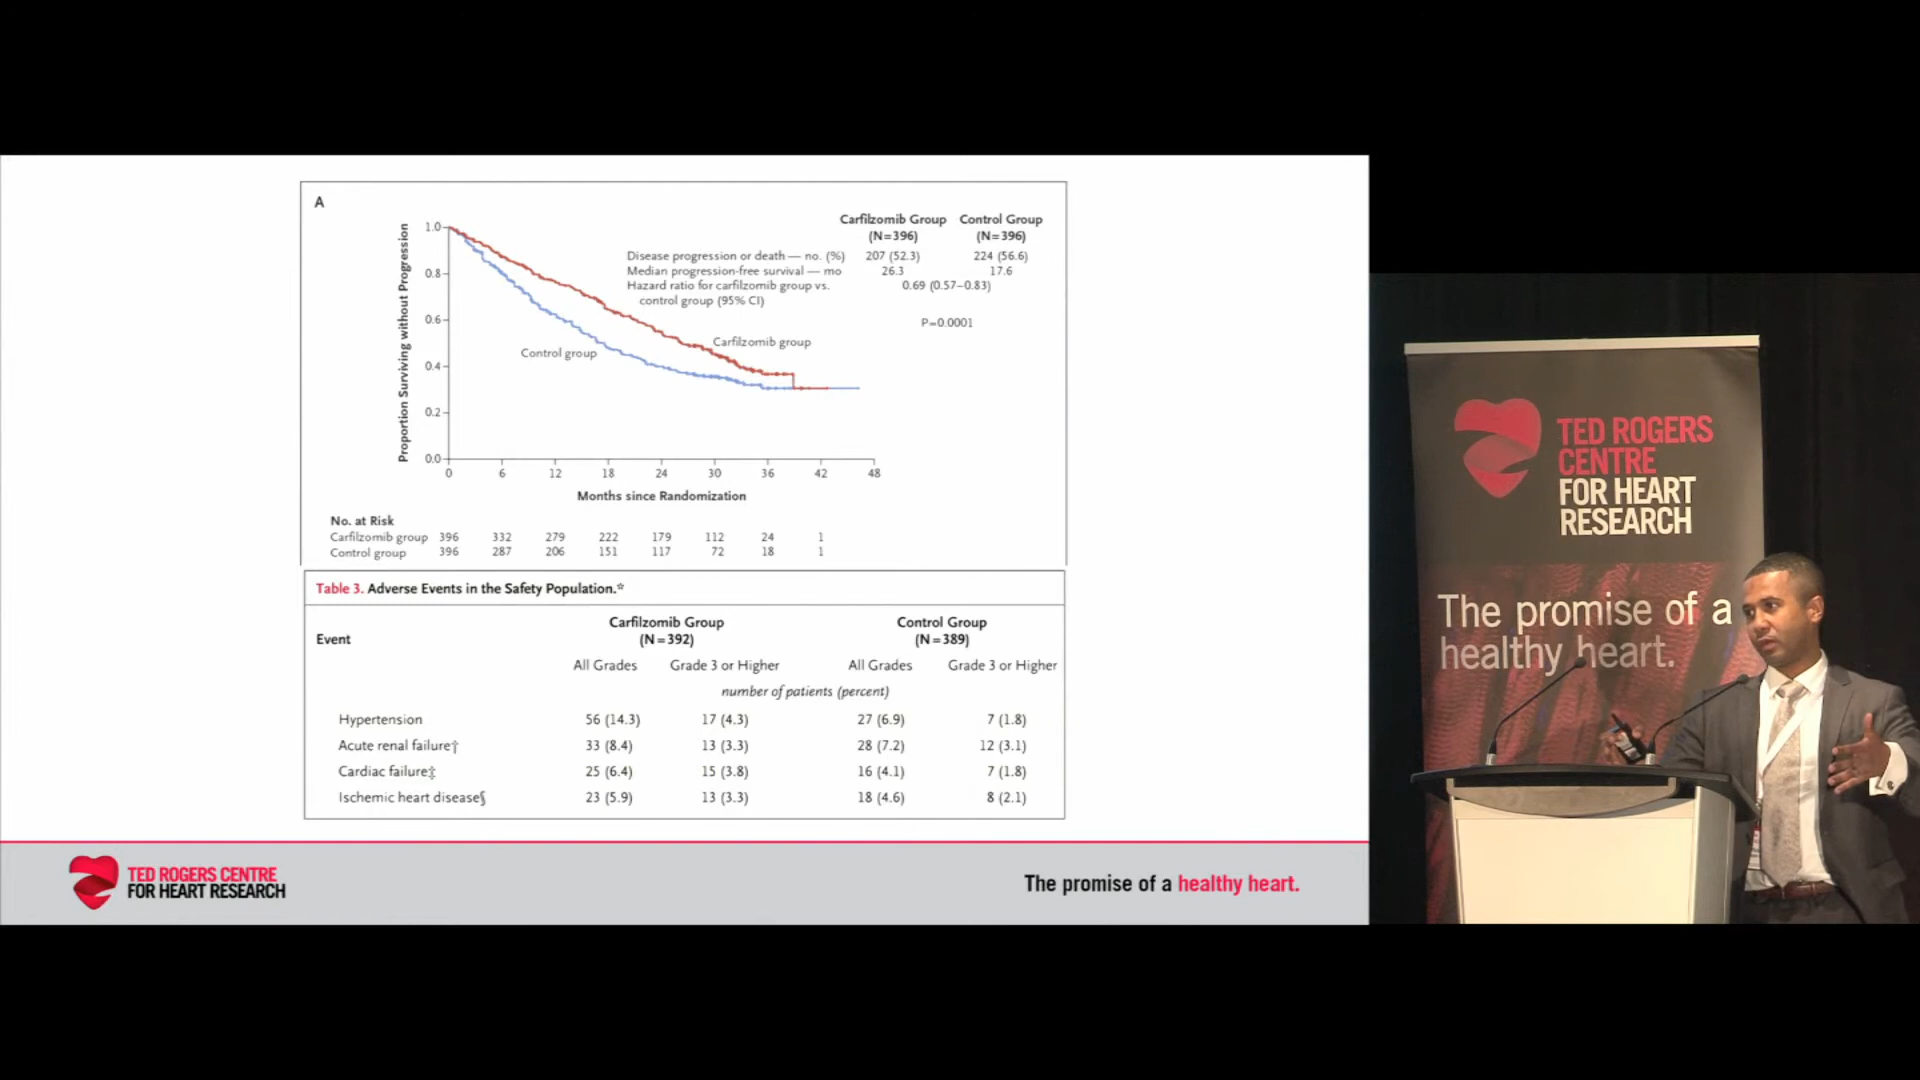 A
Carfilzomib Group Control Group
(N=396) (N=396)
Disease progression or death — no. (%) 207 (52.3) 224 (56.6)
Median progression-free survival — mo 26.3 17.6
Hazard ratio for carfilzomib group vs. 0.69 (0.57–0.83)
control group (95% CI)
P=0.0001
Proportion Surviving without Progression
1.0
0.8
0.6
0.4
0.2
0.0
Carfilzomib group
Control group
0 6 12 18 24 30 36 42 48
Months since Randomization
No. at Risk
Carfilzomib group 396 332 279 222 179 112 24 1
Control group 396 287 206 151 117 72 18 1
Table 3. Adverse Events in the Safety Population.*
Carfilzomib Group Control Group
Event (N=392) (N=389)
All Grades Grade 3 or Higher All Grades Grade 3 or Higher
number of patients (percent)
Hypertension 56 (14.3) 17 (4.3) 27 (6.9) 7 (1.8)
Acute renal failure† 33 (8.4) 13 (3.3) 28 (7.2) 12 (3.1)
Cardiac failure‡ 25 (6.4) 15 (3.8) 16 (4.1) 7 (1.8)
Ischemic heart disease§ 23 (5.9) 13 (3.3) 18 (4.6) 8 (2.1)
TED ROGERS CENTRE
FOR HEART RESEARCH
The promise of a healthy heart.
TED ROGERS
CENTRE
FOR HEART
RESEARCH
The promise of a
healthy heart.